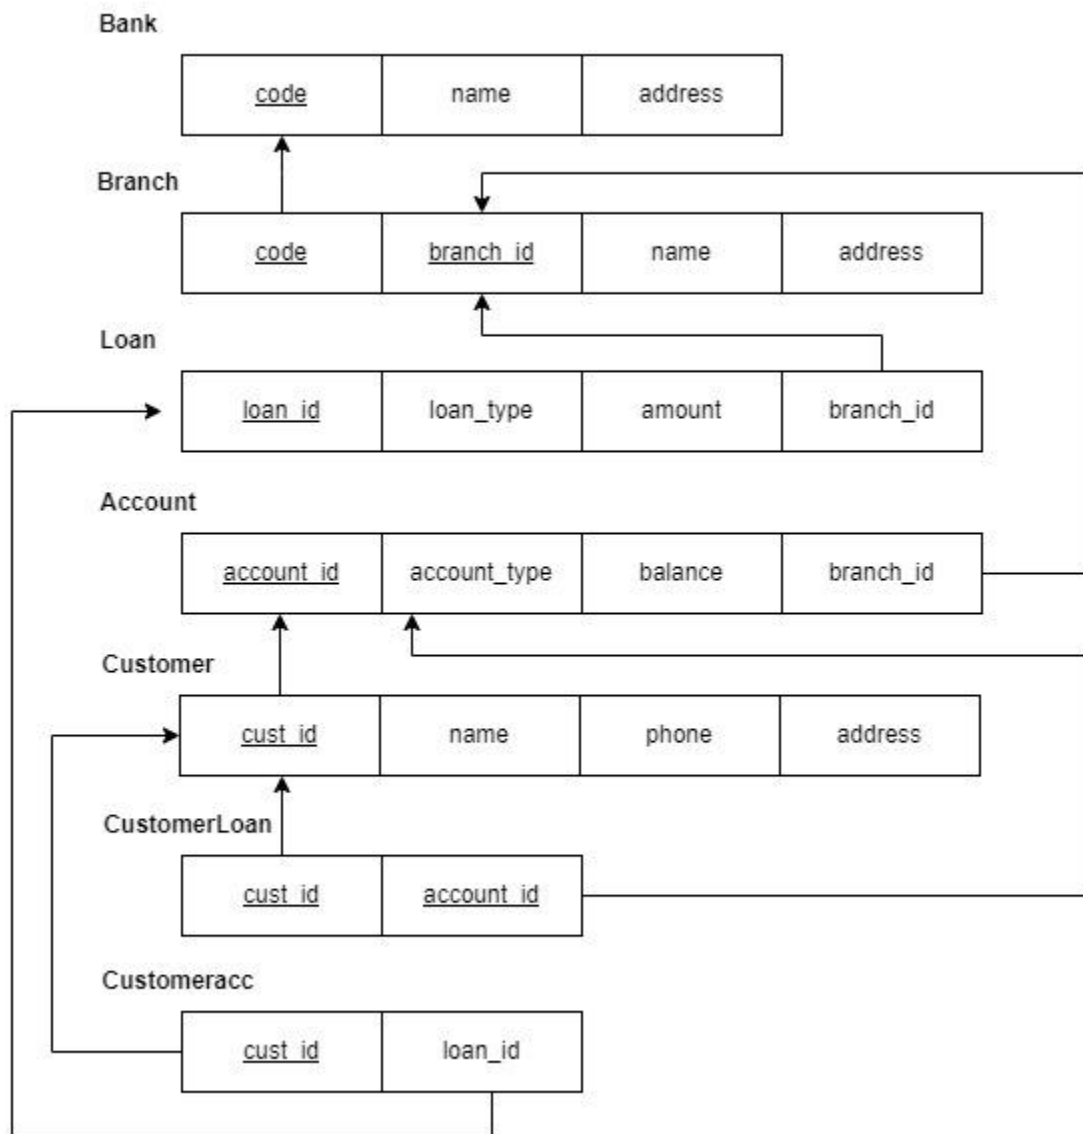 Bank
code name address
Branch
code branch_id name address
Loan
loan_id loan_type amount branch_id
Account
account_id account_type balance branch_id
Customer
cust_id name phone address
CustomerLoan
cust_id account_id
Customeracc
cust_id loan_id